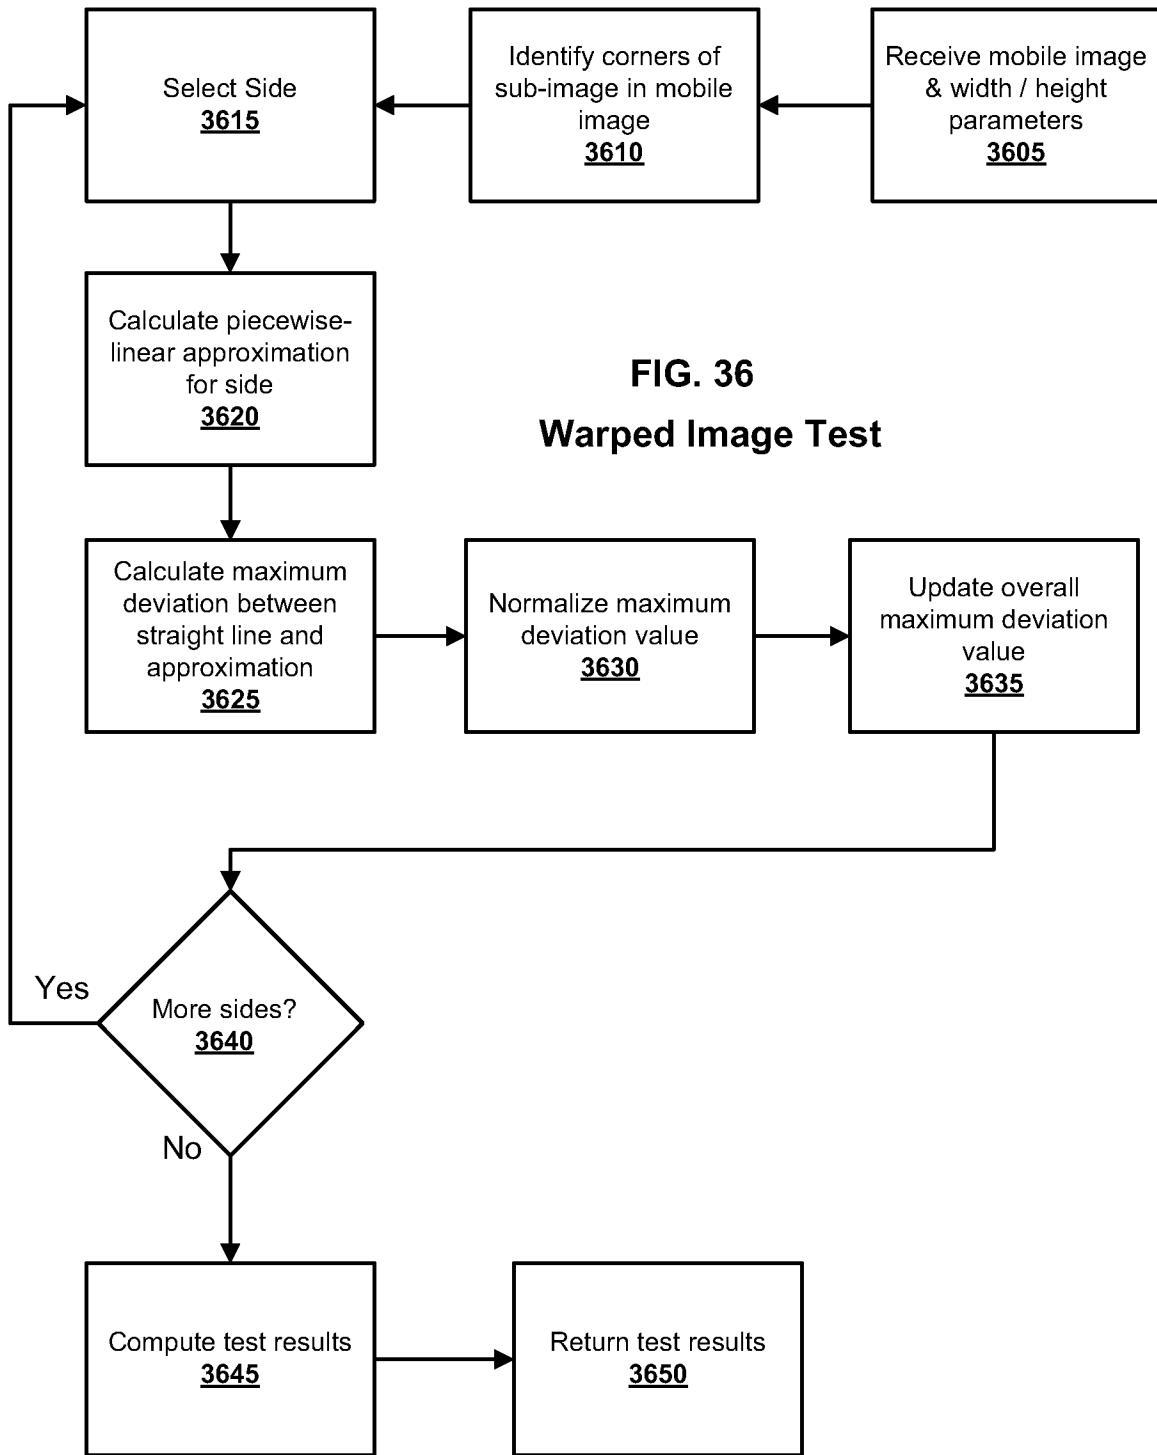 Select Side
3615
Identify corners of
sub-image in mobile
image
3610
Receive mobile image
& width / height
parameters
3605
Calculate piecewise-
linear approximation
for side
3620
FIG. 36
Warped Image Test
Calculate maximum
deviation between
straight line and
approximation
3625
Normalize maximum
deviation value
3630
Update overall
maximum deviation
value
3635
Yes
More sides?
3640
No
Compute test results
3645
Return test results
3650